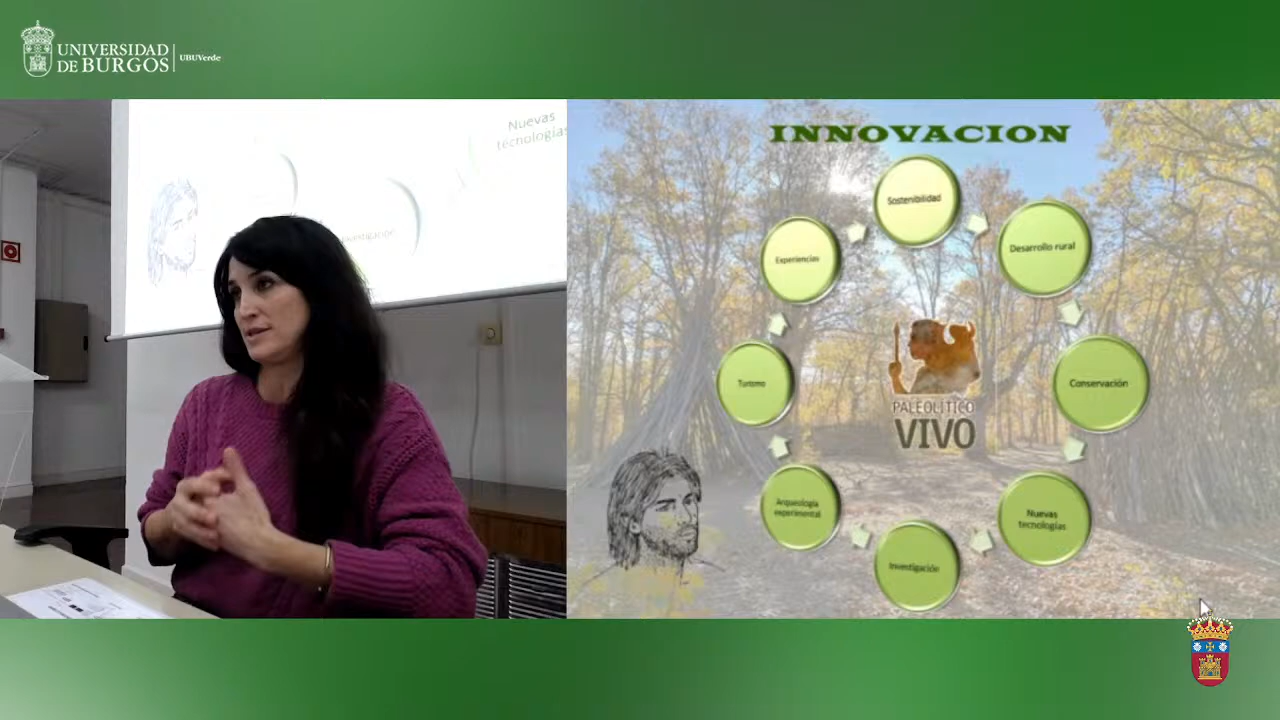 UNIVERSIDAD
DE BURGOS
UBUVerde
Nuevas
tecnologías
Investigación
INNOVACION
Sostenibilidad
Desarrollo rural
Experiencias
Conservación
Turismo
PALEOLÍTICO
VIVO
Arqueología
experimental
Nuevas
tecnologías
Investigación